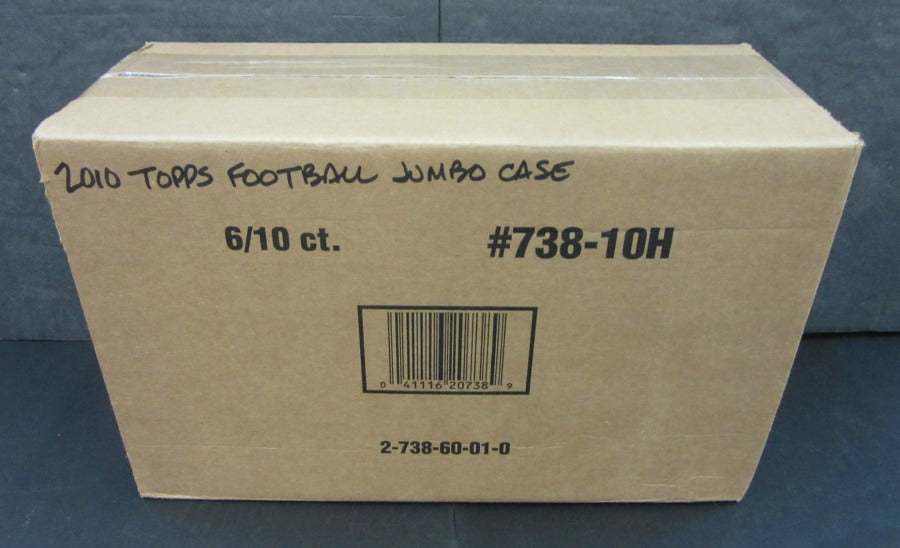 2010 TOPPS FOOTBALL JUMBO CASE
6/10 ct. #738-10H
0 41116 20738 9
2-738-60-01-0